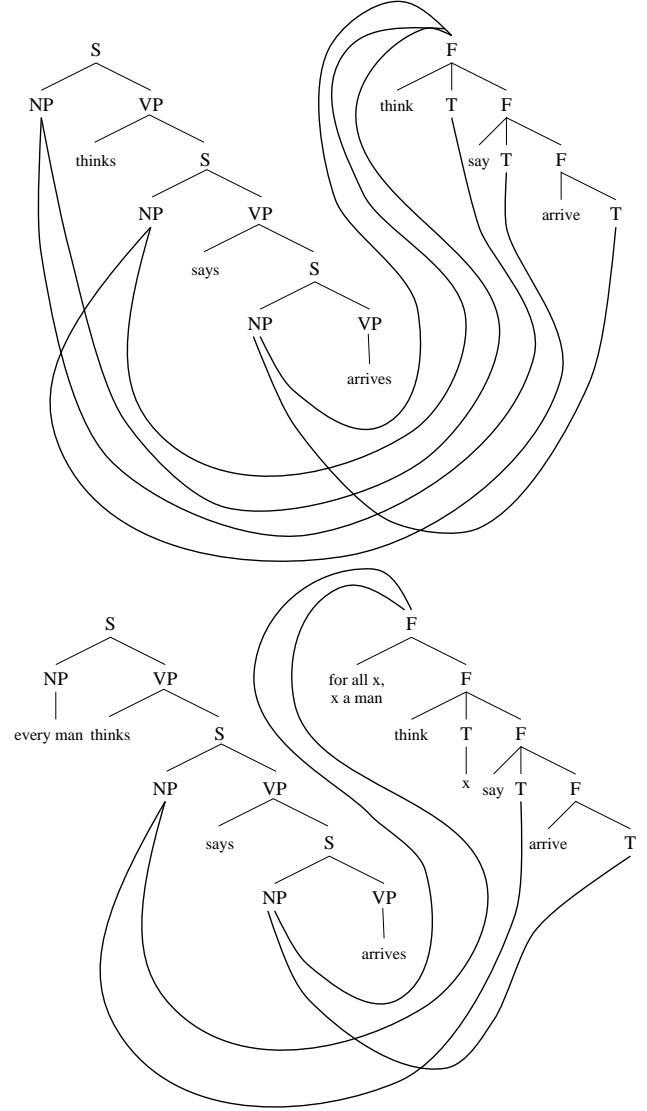 S F
NP VP think T F
thinks S say T F
NP VP arrive T
says S
NP VP
arrives
S F
NP VP for all x, F
x a man
every man thinks S think T F
NP VP x say T F
says S arrive T
NP VP
arrives